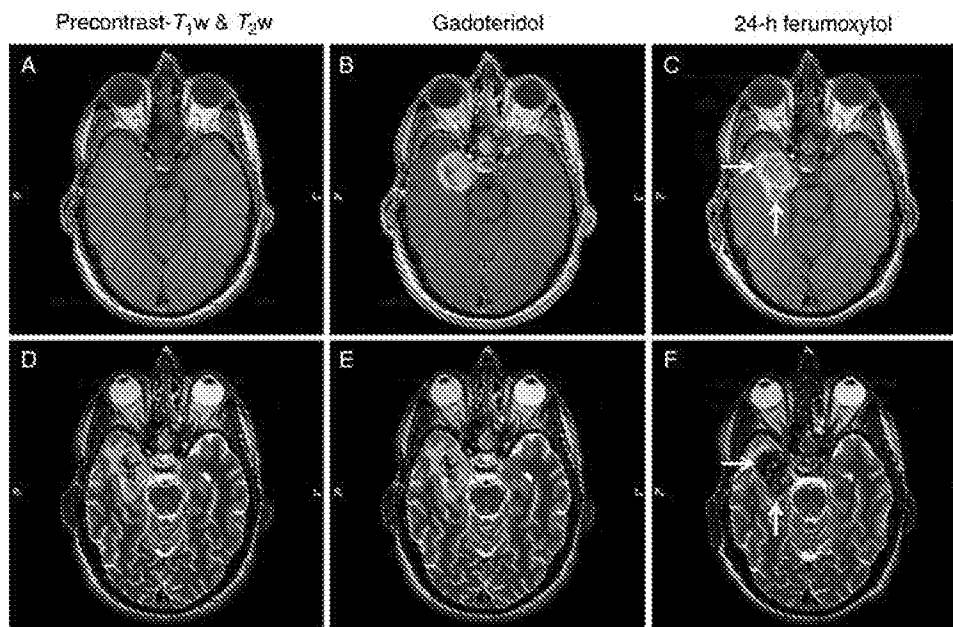 Precontrast-T₁w & T₂w Gadoteridol 24-h ferumoxytol
A B C
D E F